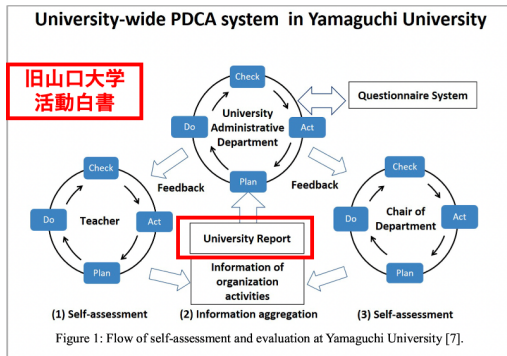 University-wide PDCA system in Yamaguchi University
旧山口大学
活動白書
Check
Do
University
Administrative
Department
Act
Plan
Questionnaire System
Feedback
Feedback
Check
Do
Teacher
Act
Plan
University Report
Information of
organization
activities
Check
Do
Chair of
Department
Act
Plan
(1) Self-assessment
(2) Information aggregation
(3) Self-assessment
Figure 1: Flow of self-assessment and evaluation at Yamaguchi University [7].